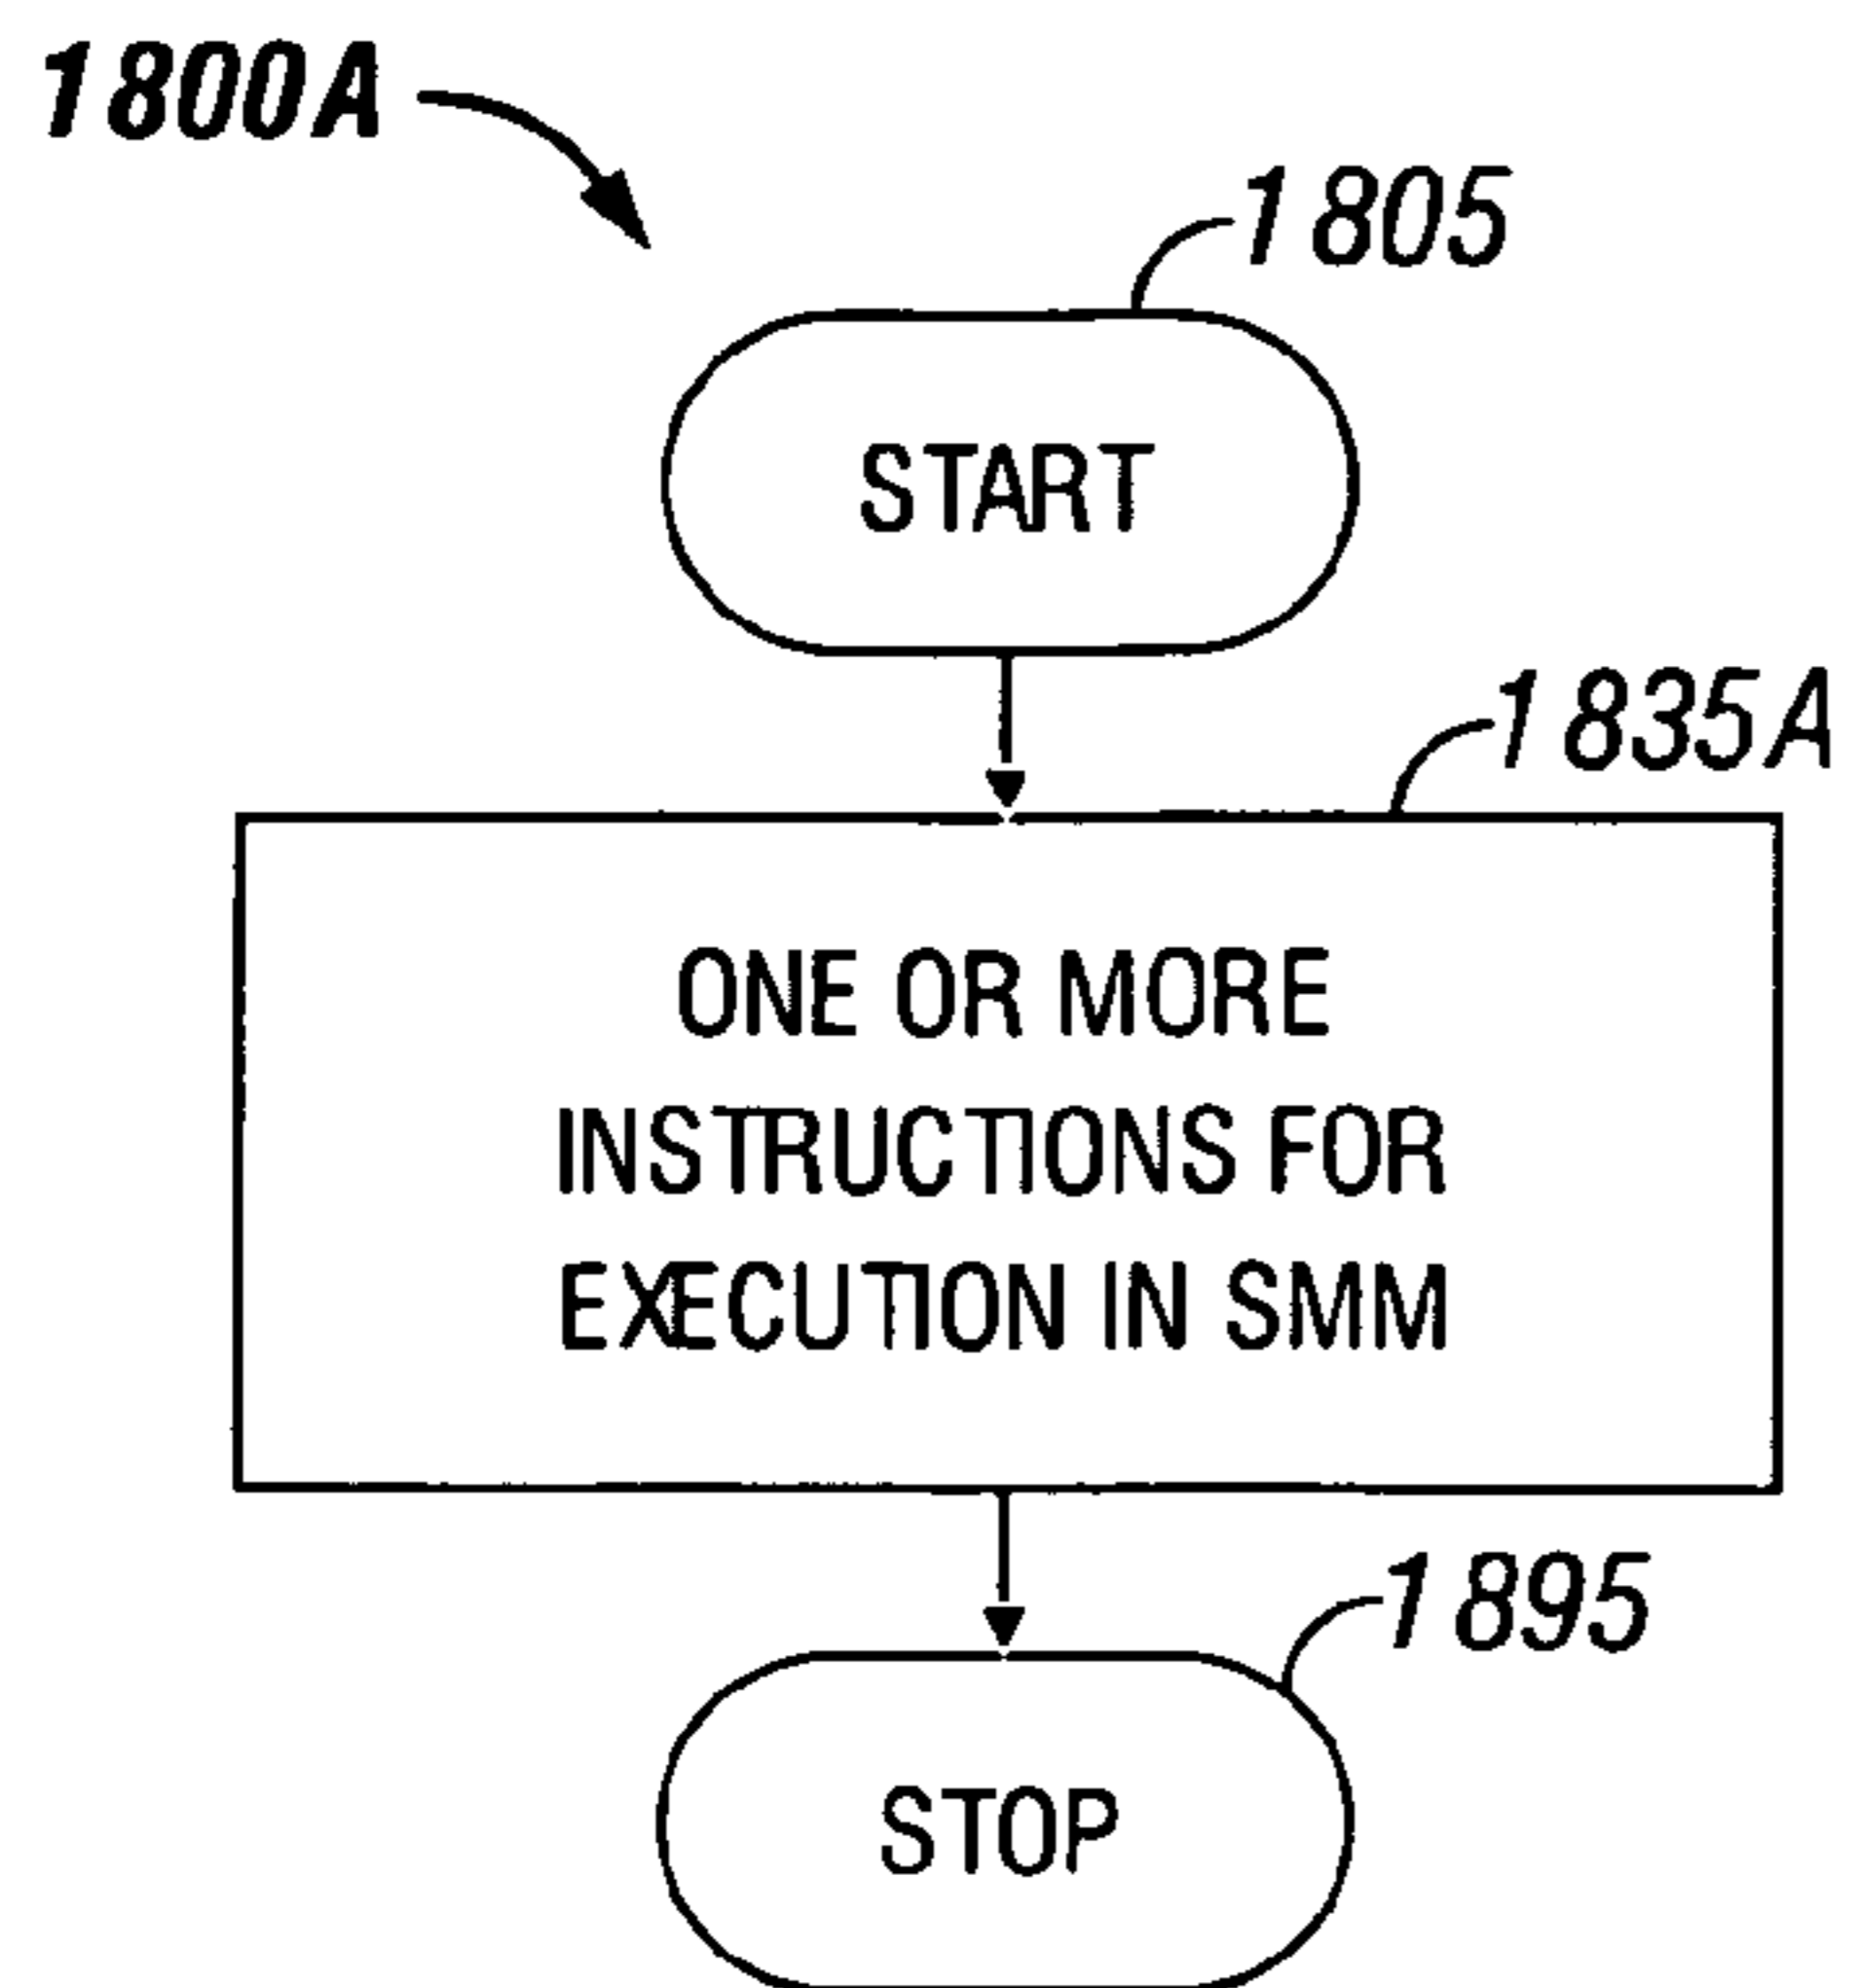 1800A
1805
START
1835A
ONE OR MORE
INSTRUCTIONS FOR
EXECUTION IN SMM
1895
STOP